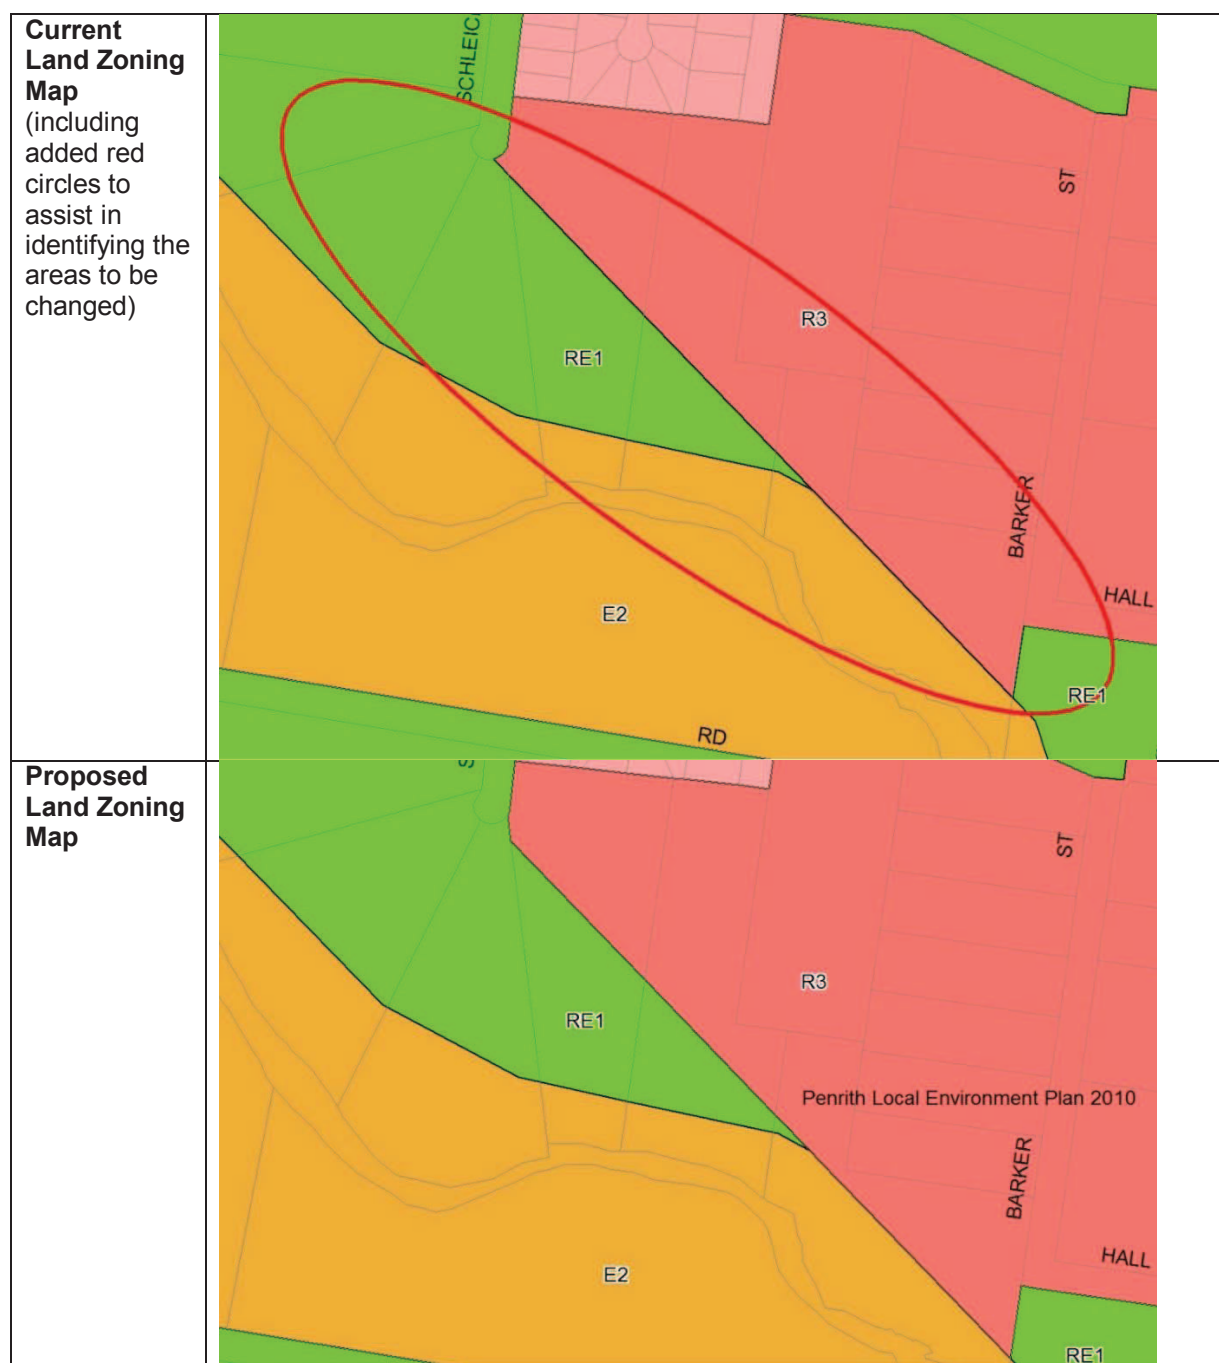 Current
Land Zoning
Map
(including
added red
circles to
assist in
identifying the
areas to be
changed)
SCHLEIC
ST
R3
RE1
BARKER
HALL
E2
RE1
RD
Proposed
Land Zoning
Map
S
ST
R3
RE1
Penrith Local Environment Plan 2010
BARKER
HALL
E2
RE1